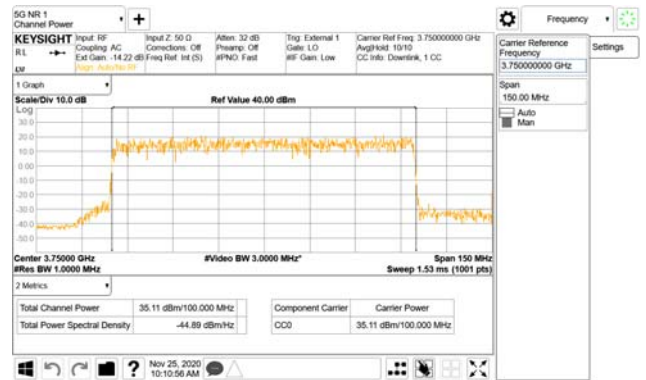 5G NR 1
Channel Power
Frequency
KEYSIGHT
Input: RF
Coupling: AC
Ext Gain: -14.22 dB
Align: Auto/No RF
Input Z: 50 Ω
Corrections: Off
Freq Ref: Int (S)
Atten: 32 dB
Preamp: Off
#PNO: Fast
Trig: External 1
Gate: LO
#IF Gain: Low
Carrier Ref Freq: 3.750000000 GHz
Avg|Hold: 10/10
CC Info: Downlink, 1 CC
RL
Carrier Reference
Frequency
3.750000000 GHz
Settings
Span
150.00 MHz
Auto
Man
1 Graph
Scale/Div 10.0 dB
Ref Value 40.00 dBm
Log
30.0
20.0
10.0
0.00
-10.0
-20.0
-30.0
-40.0
-50.0
Center 3.75000 GHz
#Video BW 3.0000 MHz*
Span 150 MHz
#Res BW 1.0000 MHz
Sweep 1.53 ms (1001 pts)
2 Metrics
Total Channel Power 35.11 dBm/100.000 MHz
Total Power Spectral Density -44.89 dBm/Hz
Component Carrier Carrier Power
CC0 35.11 dBm/100.000 MHz
Nov 25, 2020
10:10:56 AM